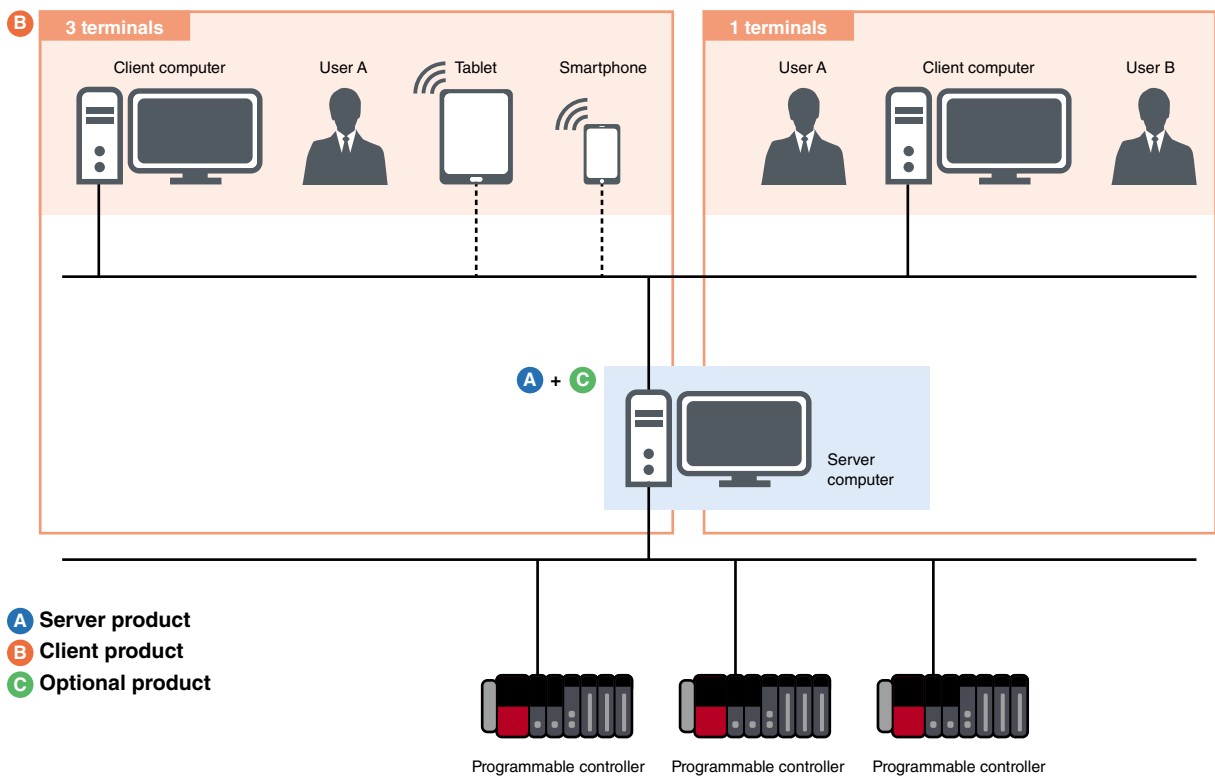 B
3 terminals
1 terminals
Client computer
User A
Tablet
Smartphone
User A
Client computer
User B
A + C
Server
computer
A Server product
B Client product
C Optional product
Programmable controller
Programmable controller
Programmable controller